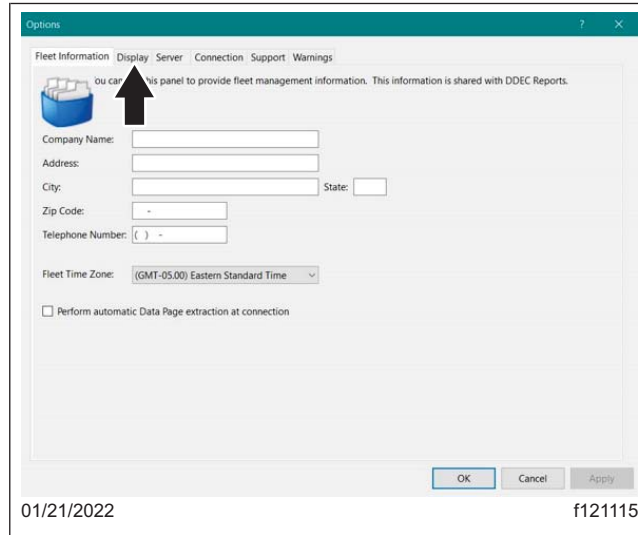 Options ? ×
Fleet Information Display Server Connection Support Warnings
ou can his panel to provide fleet management information. This information is shared with DDEC Reports.
Company Name:
Address:
City: State:
Zip Code: -
Telephone Number: ( ) -
Fleet Time Zone: (GMT-05.00) Eastern Standard Time
Perform automatic Data Page extraction at connection
OK Cancel Apply
01/21/2022 f121115